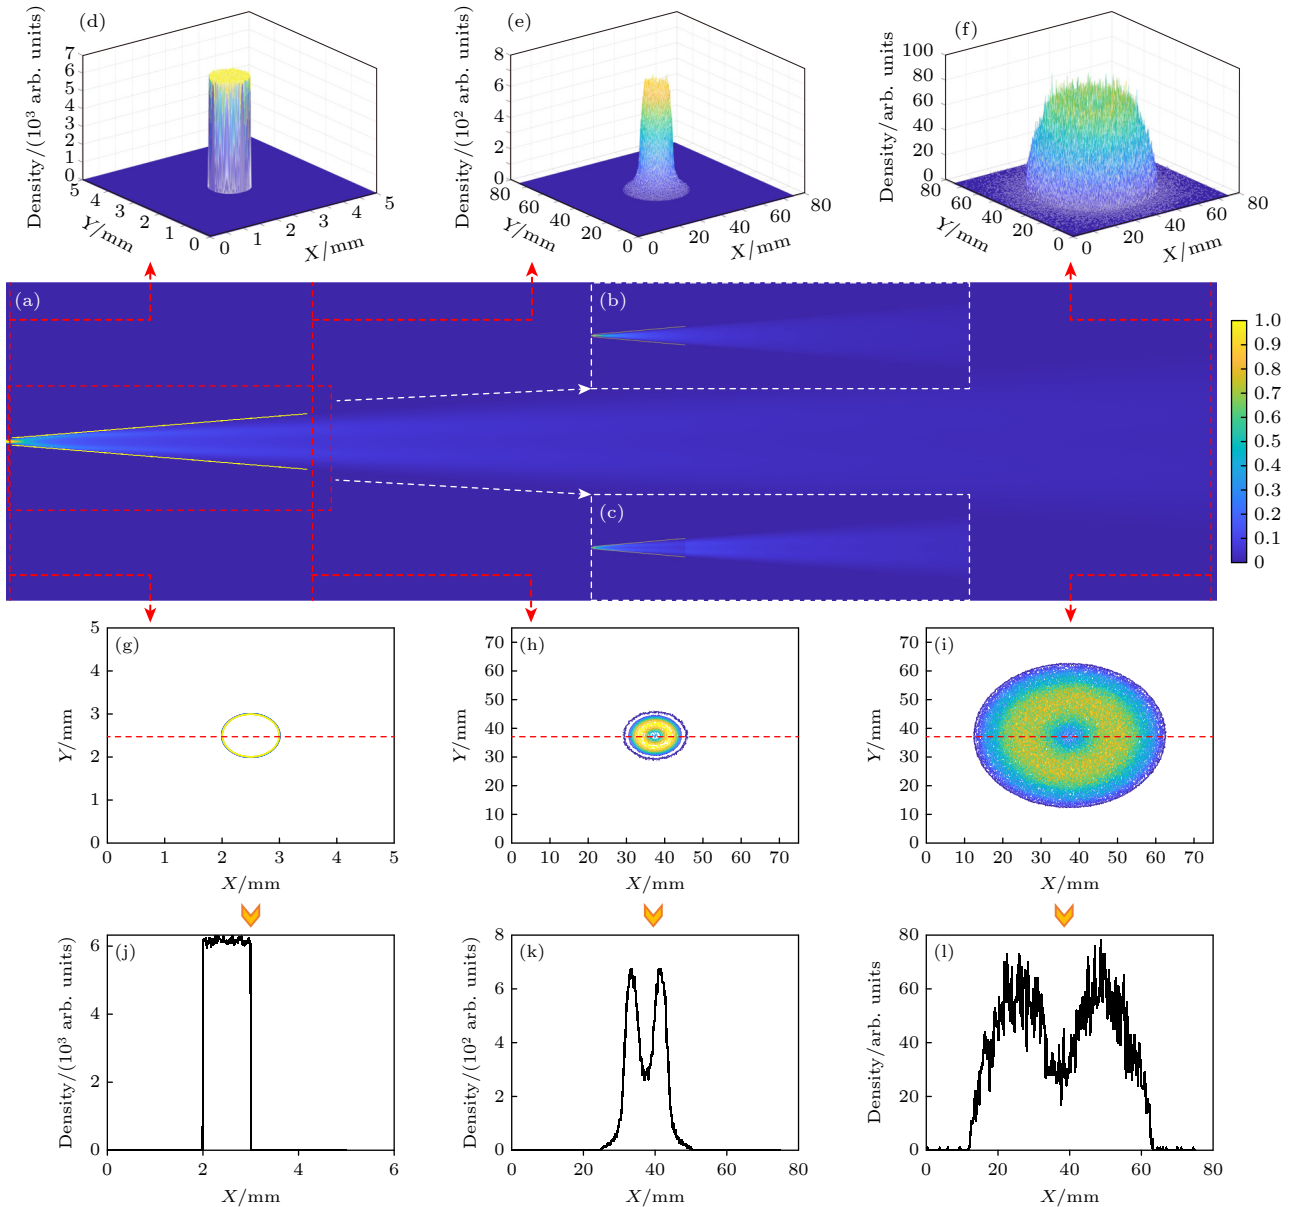 (d)
Density/(10³ arb. units)
7
6
5
4
3
2
1
0
5
4
3
2
1
0
Y/mm
0
1
2
3
4
5
X/mm
(e)
Density/(10² arb. units)
8
6
4
2
0
80
60
40
20
0
Y/mm
0
20
40
60
80
X/mm
(f)
Density/arb. units
100
80
60
40
20
0
80
60
40
20
0
Y/mm
0
20
40
60
80
X/mm
(a)
(b)
(c)
1.0
0.9
0.8
0.7
0.6
0.5
0.4
0.3
0.2
0.1
0
(g)
Y/mm
5
4
3
2
1
0
0 1 2 3 4 5
X/mm
(h)
Y/mm
70
60
50
40
30
20
10
0
0 10 20 30 40 50 60 70
X/mm
(i)
Y/mm
70
60
50
40
30
20
10
0
0 10 20 30 40 50 60 70
X/mm
(j)
Density/(10³ arb. units)
6
4
2
0
0 2 4 6
X/mm
(k)
Density/(10² arb. units)
8
6
4
2
0
0 20 40 60 80
X/mm
(l)
Density/arb. units
80
60
40
20
0
0 20 40 60 80
X/mm